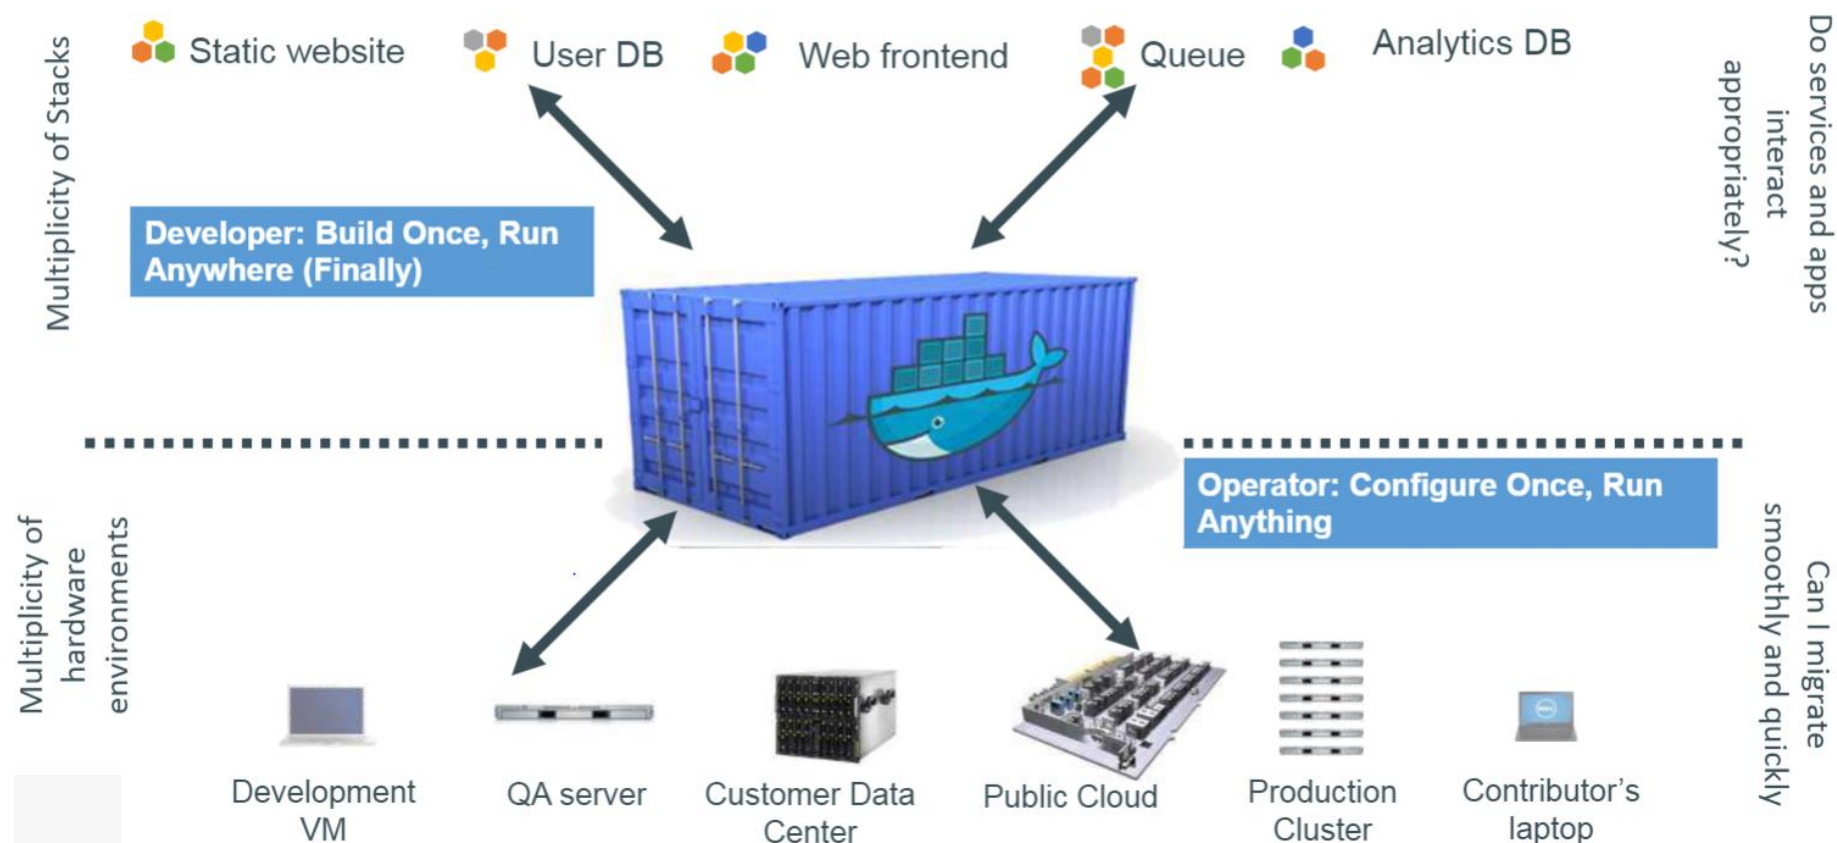 Static website
User DB
Web frontend
Queue
Analytics DB
Multiplicity of Stacks
Do services and apps
interact
appropriately?
Developer: Build Once, Run
Anywhere (Finally)
Operator: Configure Once, Run
Anything
Multiplicity of
hardware
environments
Can I migrate
smoothly and quickly
Development
VM
QA server
Customer Data
Center
Public Cloud
Production
Cluster
Contributor’s
laptop